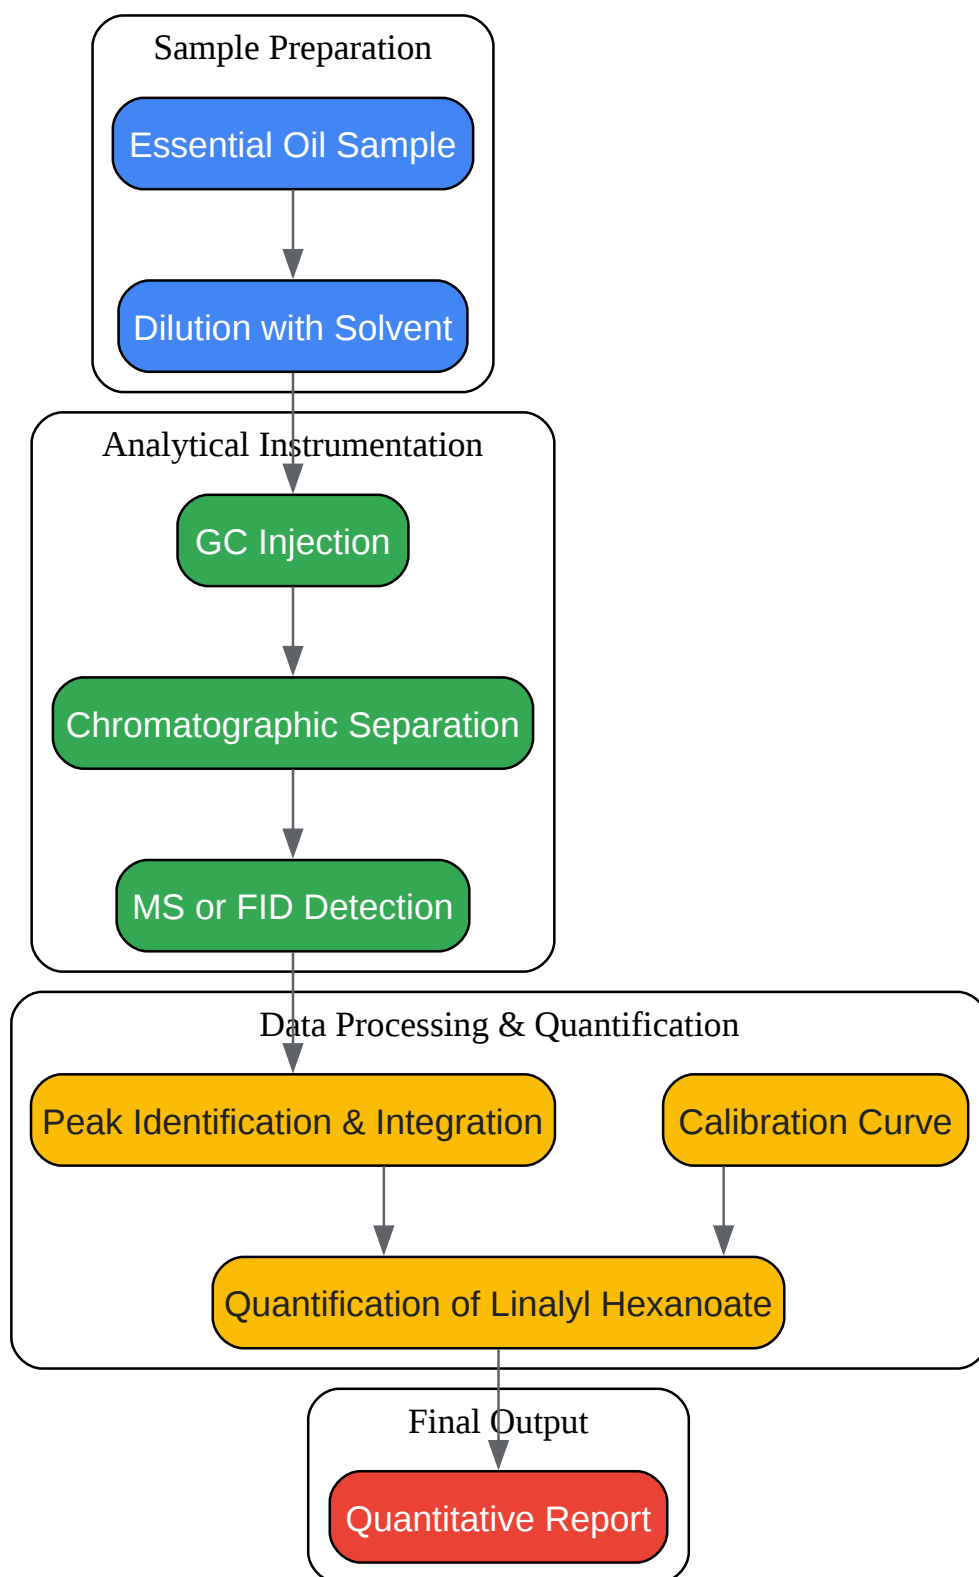 Sample Preparation
Essential Oil Sample
Dilution with Solvent
Analytical Instrumentation
GC Injection
Chromatographic Separation
MS or FID Detection
Data Processing & Quantification
Peak Identification & Integration
Calibration Curve
Quantification of Linalyl Hexanoate
Final Output
Quantitative Report